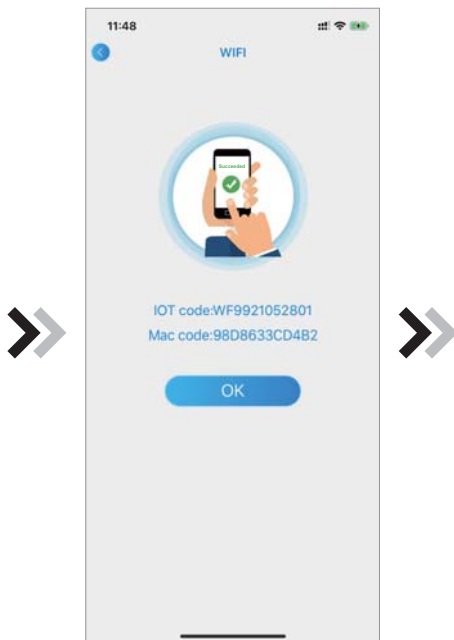 11:48
WIFI
Succeeded
IOT code:WF9921052801
Mac code:98D8633CD4B2
OK